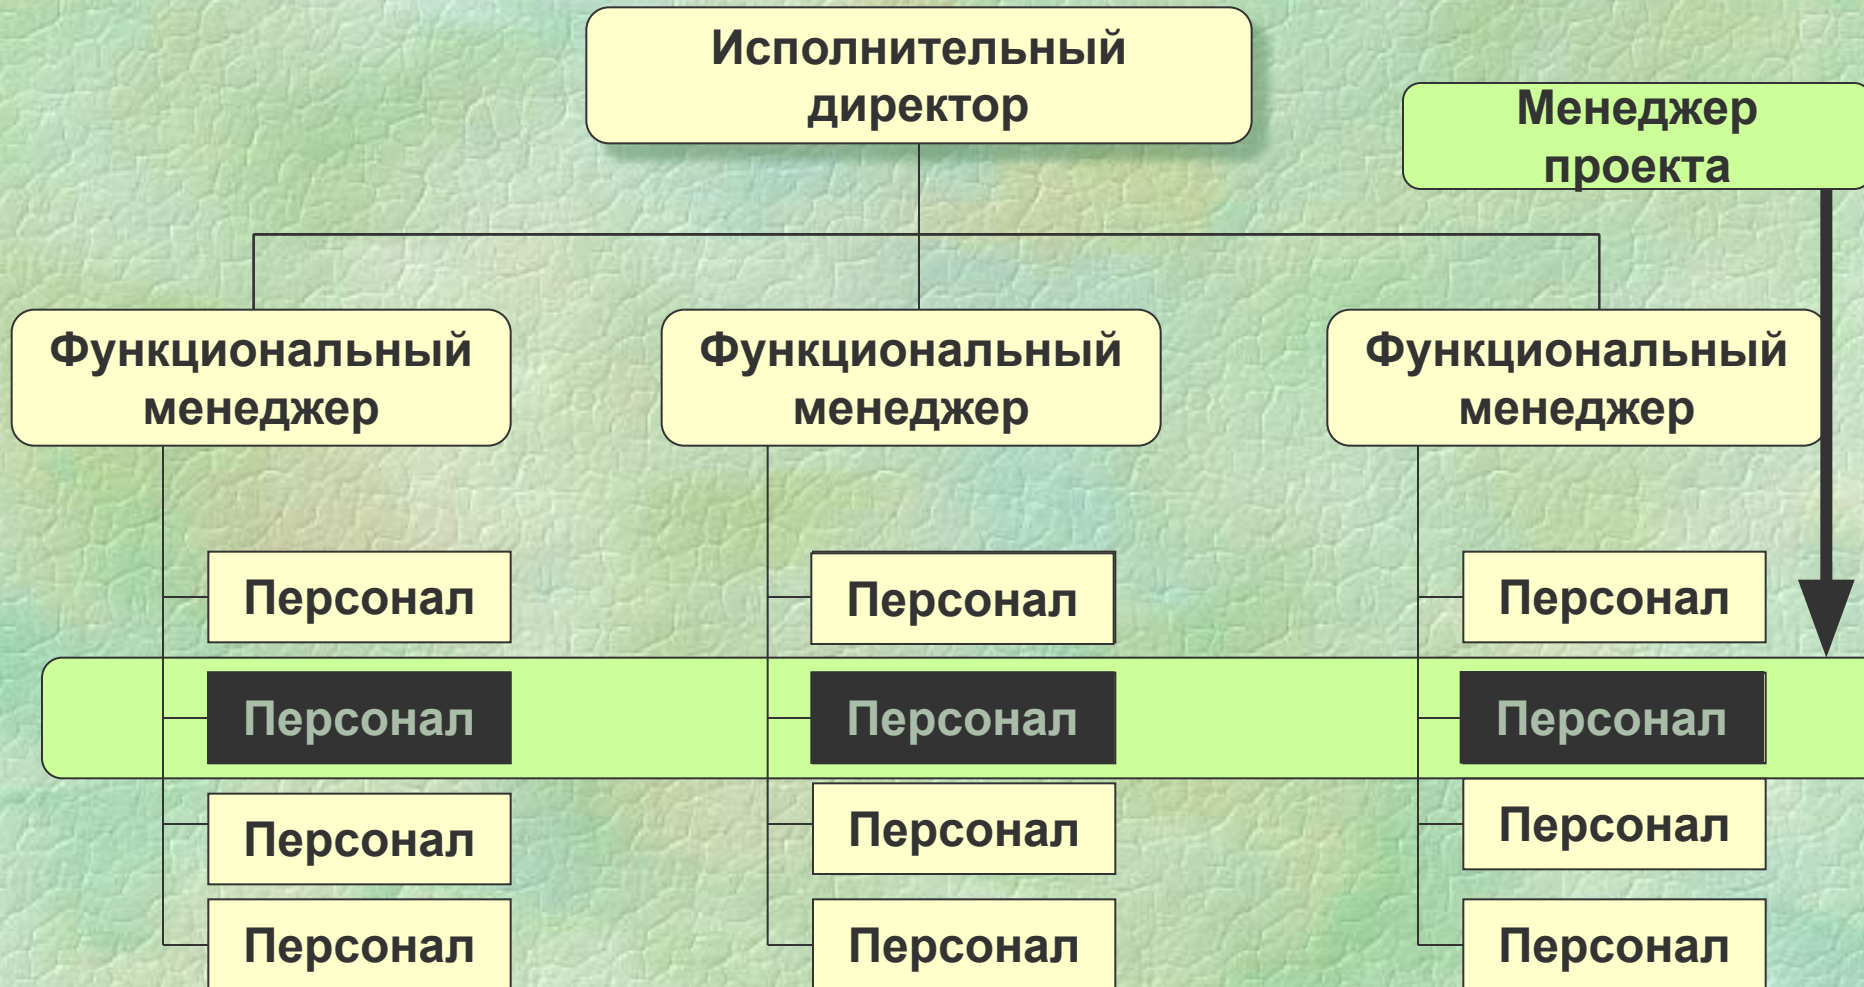 Исполнительный
директор
Менеджер
проекта
Функциональный
менеджер
Функциональный
менеджер
Функциональный
менеджер
Персонал
Персонал
Персонал
Персонал
Персонал
Персонал
Персонал
Персонал
Персонал
Персонал
Персонал
Персонал